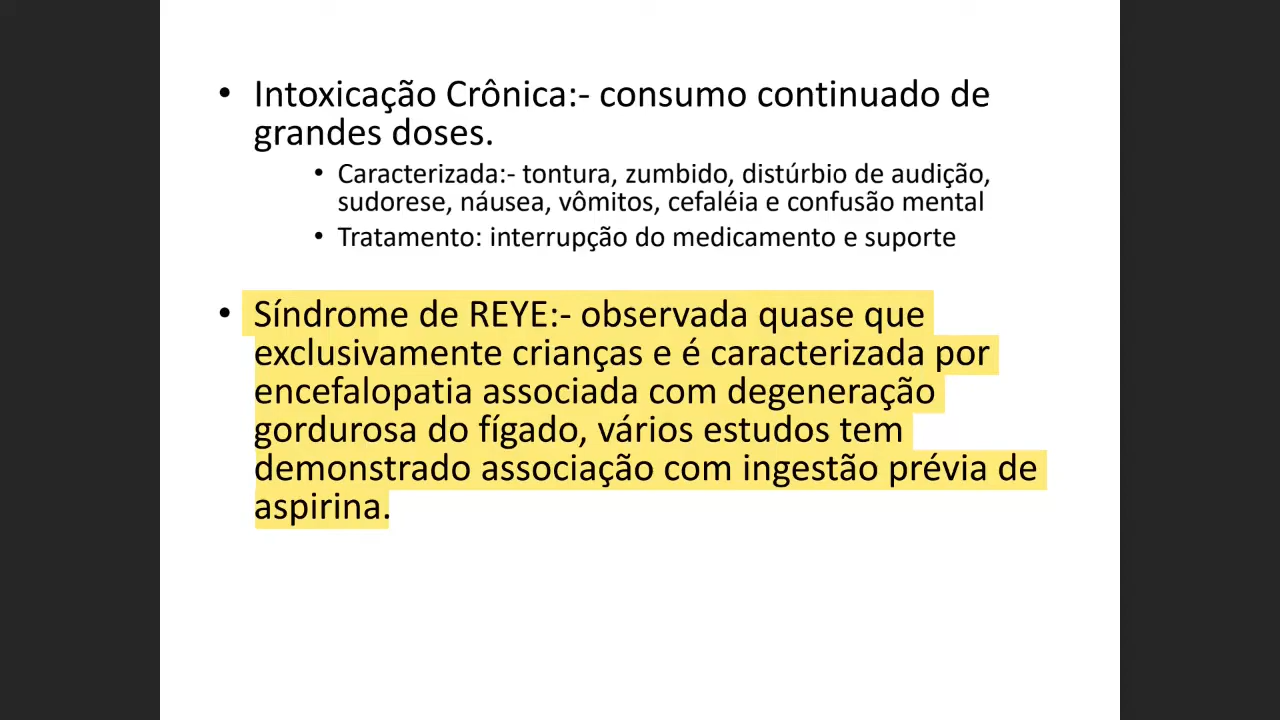 • Intoxicação Crônica:- consumo continuado de
grandes doses.
• Caracterizada:- tontura, zumbido, distúrbio de audição,
sudorese, náusea, vômitos, cefaléia e confusão mental
• Tratamento: interrupção do medicamento e suporte
• Síndrome de REYE:- observada quase que
exclusivamente crianças e é caracterizada por
encefalopatia associada com degeneração
gordurosa do fígado, vários estudos tem
demonstrado associação com ingestão prévia de
aspirina.